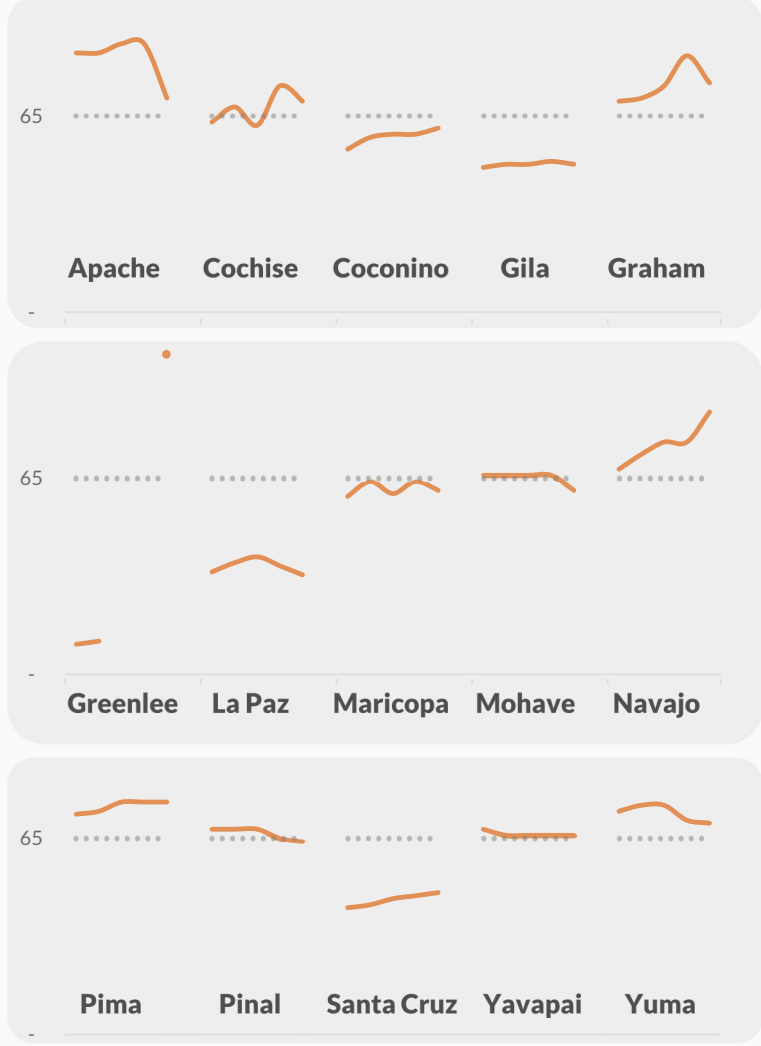 65
Apache Cochise Coconino Gila Graham
-
65
-
Greenlee La Paz Maricopa Mohave Navajo
65
Pima Pinal Santa Cruz Yavapai Yuma
-